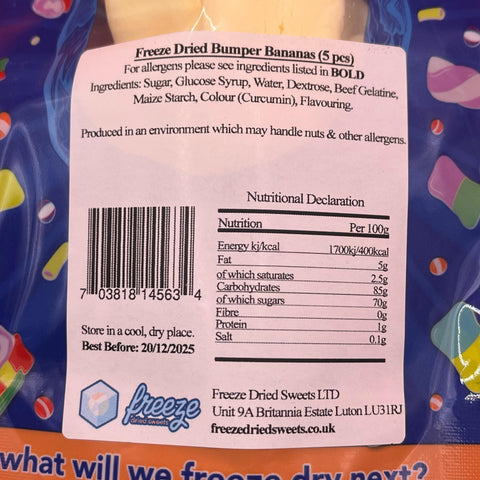 Freeze Dried Bumper Bananas (5 pcs)
For allergens please see ingredients listed in BOLD
Ingredients: Sugar, Glucose Syrup, Water, Dextrose, Beef Gelatine,
Maize Starch, Colour (Curcumin), Flavouring.
Produced in an environment which may handle nuts & other allergens.
Nutritional Declaration
Nutrition Per 100g
Energy kj/kcal 1700kj/400kcal
Fat 5g
of which saturates 2.5g
Carbohydrates 85g
of which sugars 70g
Fibre 0g
Protein 1g
Salt 0.1g
7 03818 14563 4
Store in a cool, dry place.
Best Before: 20/12/2025
freeze
dried sweets
Freeze Dried Sweets LTD
Unit 9A Britannia Estate Luton LU31RJ
freezedriedsweets.co.uk
what will we freeze dry next?